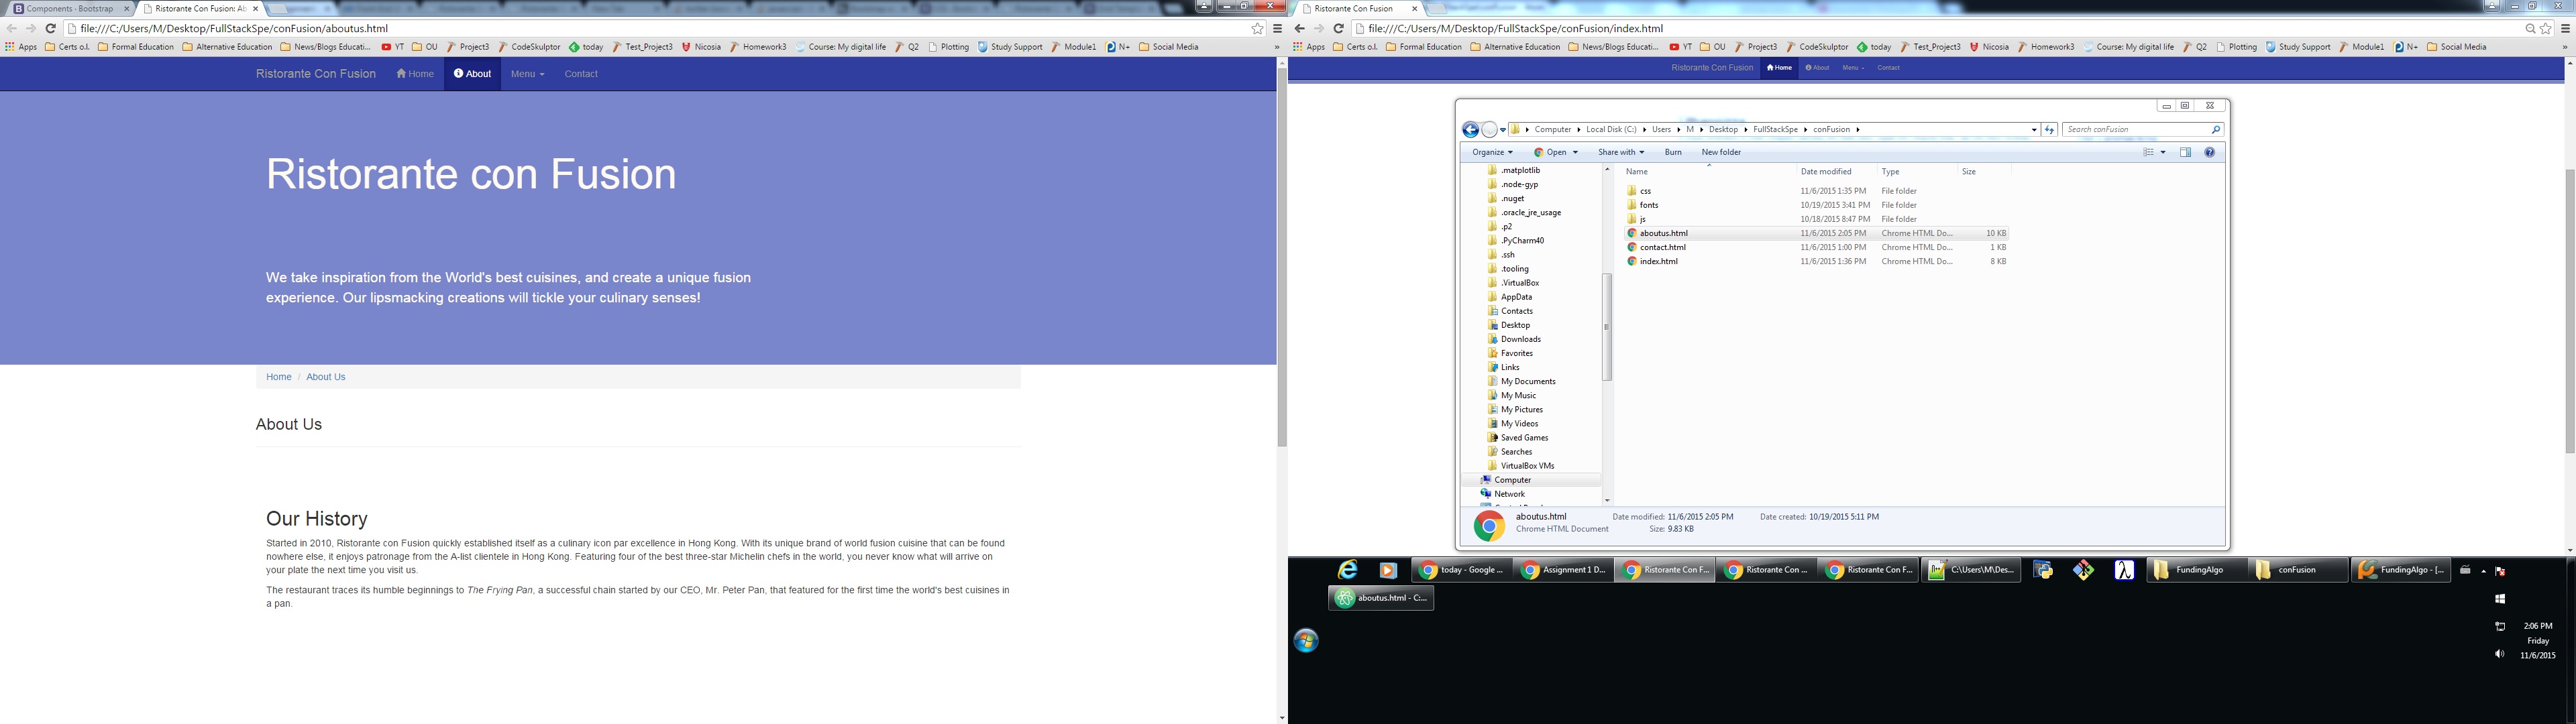 Components · Bootstrap
Ristorante Con Fusion: Ab
file:///C:/Users/M/Desktop/FullStackSpe/conFusion/aboutus.html
Apps Certs o.l. Formal Education Alternative Education News/Blogs Educati... YT OU Project3 CodeSkulptor today Test_Project3 Nicosia Homework3 Course: My digital life Q2 Plotting Study Support Module1 N+ Social Media »
Ristorante Con Fusion Home About Menu Contact
Ristorante con Fusion
We take inspiration from the World's best cuisines, and create a unique fusion
experience. Our lipsmacking creations will tickle your culinary senses!
Home / About Us
About Us
Our History
Started in 2010, Ristorante con Fusion quickly established itself as a culinary icon par excellence in Hong Kong. With its unique brand of world fusion cuisine that can be found
nowhere else, it enjoys patronage from the A-list clientele in Hong Kong. Featuring four of the best three-star Michelin chefs in the world, you never know what will arrive on
your plate the next time you visit us.
The restaurant traces its humble beginnings to The Frying Pan, a successful chain started by our CEO, Mr. Peter Pan, that featured for the first time the world's best cuisines in
a pan.
Ristorante Con Fusion
file:///C:/Users/M/Desktop/FullStackSpe/conFusion/index.html
Apps Certs o.l. Formal Education Alternative Education News/Blogs Educati... YT OU Project3 CodeSkulptor today Test_Project3 Nicosia Homework3 Course: My digital life Q2 Plotting Study Support Module1 N+ Social Media »
Ristorante Con Fusion Home About Menu Contact
Computer Local Disk (C:) Users M Desktop FullStackSpe conFusion
Search conFusion
Organize Open Share with Burn New folder
.matplotlib
.node-gyp
.nuget
.oracle_jre_usage
.p2
.PyCharm40
.ssh
.tooling
.VirtualBox
AppData
Contacts
Desktop
Downloads
Favorites
Links
My Documents
My Music
My Pictures
My Videos
Saved Games
Searches
VirtualBox VMs
Computer
Network
Name Date modified Type Size
css 11/6/2015 1:35 PM File folder
fonts 10/19/2015 3:41 PM File folder
js 10/18/2015 8:47 PM File folder
aboutus.html 11/6/2015 2:05 PM Chrome HTML Do... 10 KB
contact.html 11/6/2015 1:00 PM Chrome HTML Do... 1 KB
index.html 11/6/2015 1:36 PM Chrome HTML Do... 8 KB
aboutus.html Date modified: 11/6/2015 2:05 PM Date created: 10/19/2015 5:11 PM
Chrome HTML Document Size: 9.83 KB
today - Google ... Assignment 1 D... Ristorante Con F... Ristorante Con ... Ristorante Con F... C:\Users\M\Des... FundingAlgo conFusion FundingAlgo - [...
aboutus.html - C:...
2:06 PM
Friday
11/6/2015